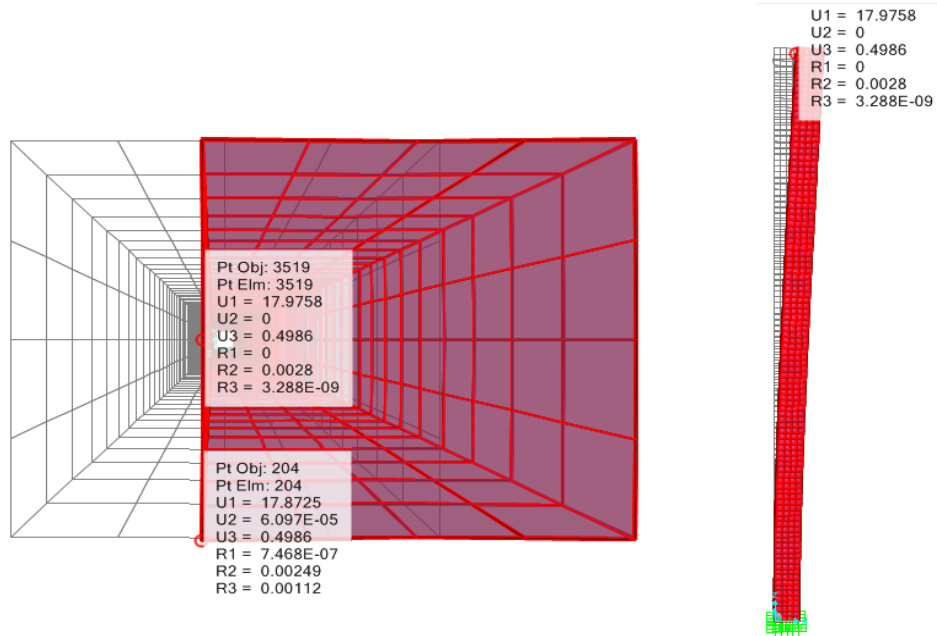 Pt Obj: 3519
Pt Elm: 3519
U1 = 17.9758
U2 = 0
U3 = 0.4986
R1 = 0
R2 = 0.0028
R3 = 3.288E-09
Pt Obj: 204
Pt Elm: 204
U1 = 17.8725
U2 = 6.097E-05
U3 = 0.4986
R1 = 7.468E-07
R2 = 0.00249
R3 = 0.00112
U1 = 17.9758
U2 = 0
U3 = 0.4986
R1 = 0
R2 = 0.0028
R3 = 3.288E-09